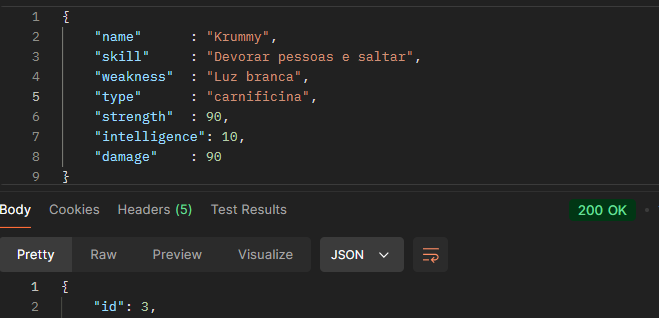 1 {
2 "name" : "Krummy",
3 "skill" : "Devorar pessoas e saltar",
4 "weakness" : "Luz branca",
5 "type" : "carnificina",
6 "strength" : 90,
7 "intelligence": 10,
8 "damage" : 90
9 }
Body Cookies Headers (5) Test Results 200 OK
Pretty Raw Preview Visualize JSON
1 {
2 "id": 3,